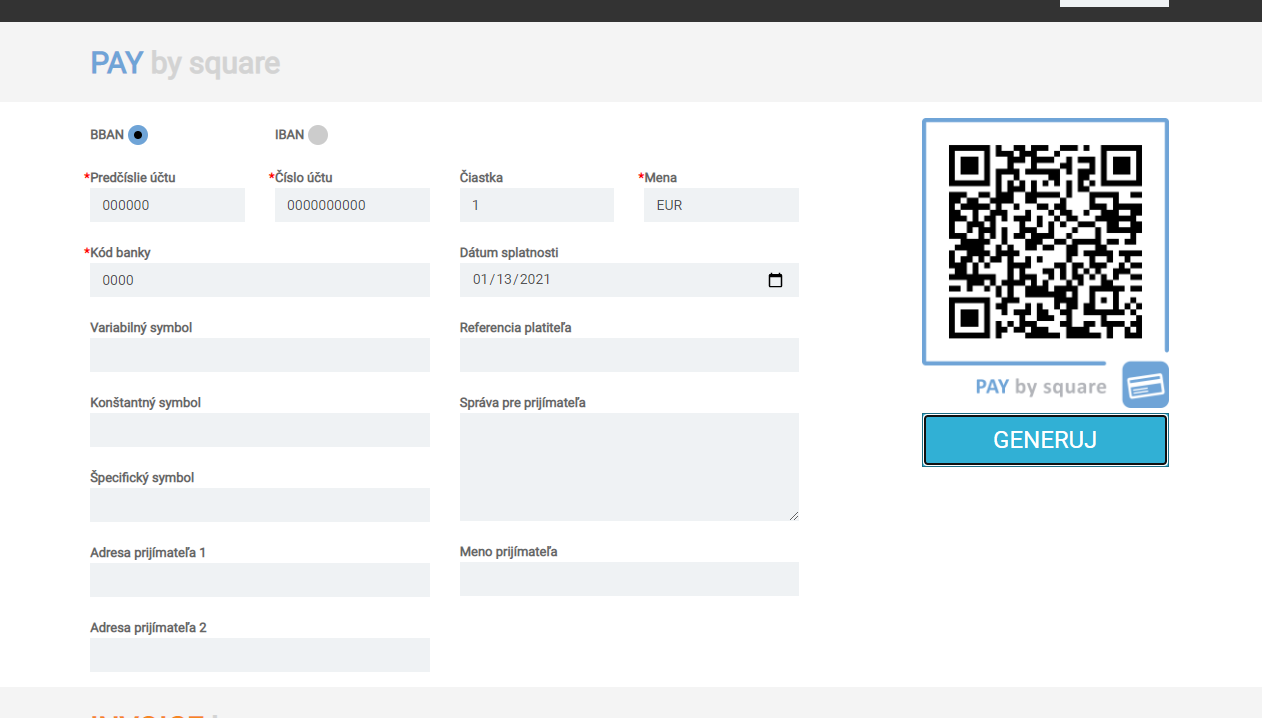 PAY by square
BBAN IBAN
*Predčíslie účtu *Číslo účtu Čiastka *Mena
000000 0000000000 1 EUR
*Kód banky Dátum splatnosti
0000 01/13/2021
Variabilný symbol Referencia platiteľa
Konštantný symbol Správa pre prijímateľa
Špecifický symbol
Adresa prijímateľa 1 Meno prijímateľa
Adresa prijímateľa 2
PAY by square
GENERUJ